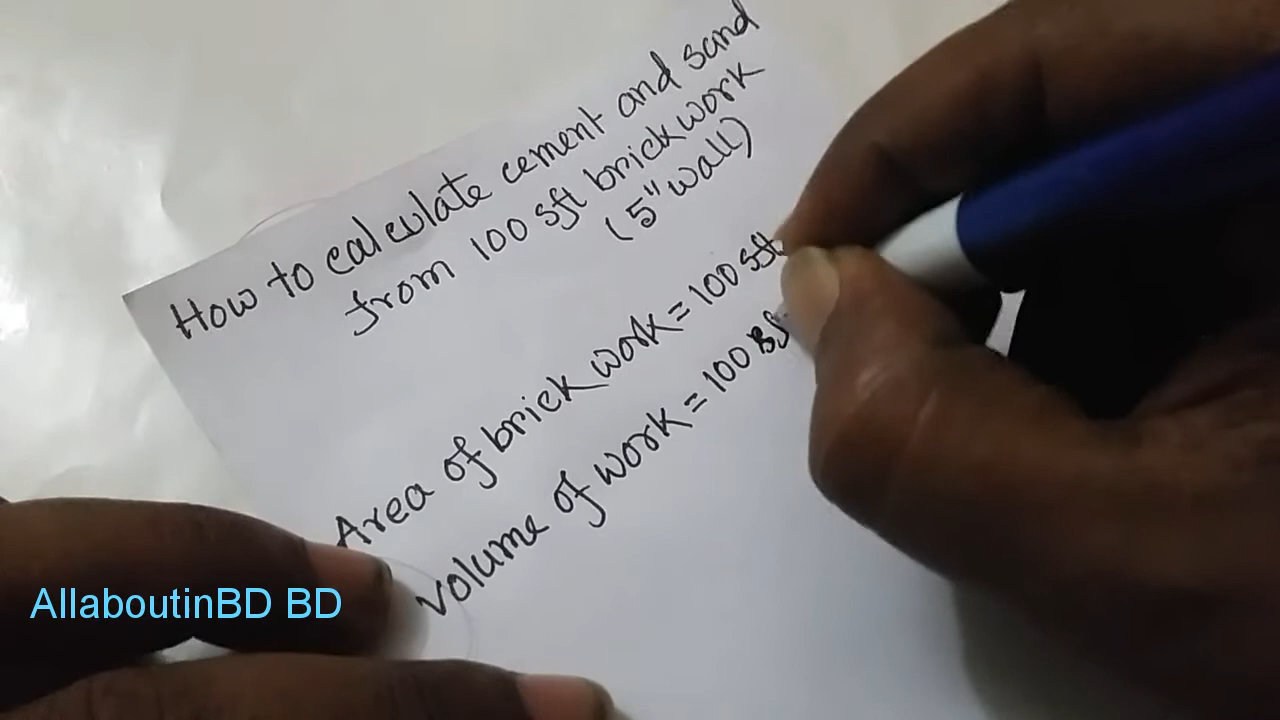 How to calculate cement and sand
from 100 sft brick work
(5" wall)
Area of brick work = 100 sft
volume of work = 100
AllaboutinBD BD